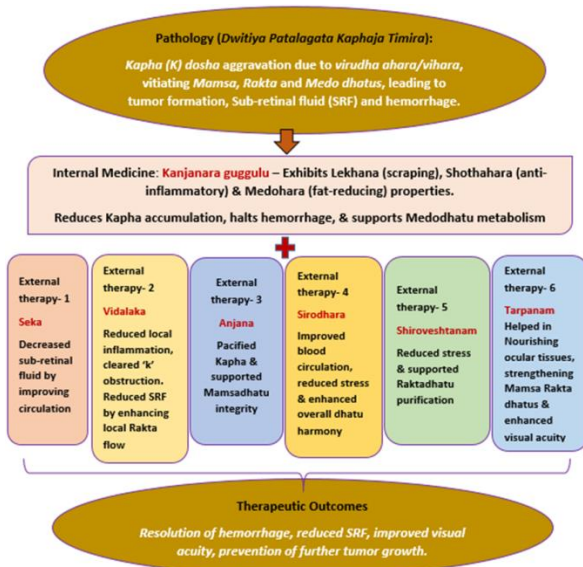 Pathology (Dwitiya Patalagata Kaphaja Timira):
Kapha (K) dosha aggravation due to virudha ahara/vihara,
vitiating Mamsa, Rakta and Medo dhatus, leading to
tumor formation, Sub-retinal fluid (SRF) and hemorrhage.
Internal Medicine: Kanjanara guggulu – Exhibits Lekhana (scraping), Shothahara (anti-
inflammatory) & Medohara (fat-reducing) properties.
Reduces Kapha accumulation, halts hemorrhage, & supports Medodhatu metabolism
External
therapy- 1
Seka
Decreased
sub-retinal
fluid by
improving
circulation
External
therapy- 2
Vidalaka
Reduced local
inflammation,
cleared ‘k’
obstruction.
Reduced SRF
by enhancing
local Rakta
flow
External
therapy- 3
Anjana
Pacified
Kapha &
supported
Mamsadhatu
integrity
External
therapy- 4
Sirodhara
Improved
blood
circulation,
reduced stress
& enhanced
overall dhatu
harmony
External
therapy- 5
Shiroveshtanam
Reduced stress
& supported
Raktadhatu
purification
External
therapy- 6
Tarpanam
Helped in
Nourishing
ocular tissues,
strengthening
Mamsa Rakta
dhatus &
enhanced
visual acuity
Therapeutic Outcomes
Resolution of hemorrhage, reduced SRF, improved visual
acuity, prevention of further tumor growth.